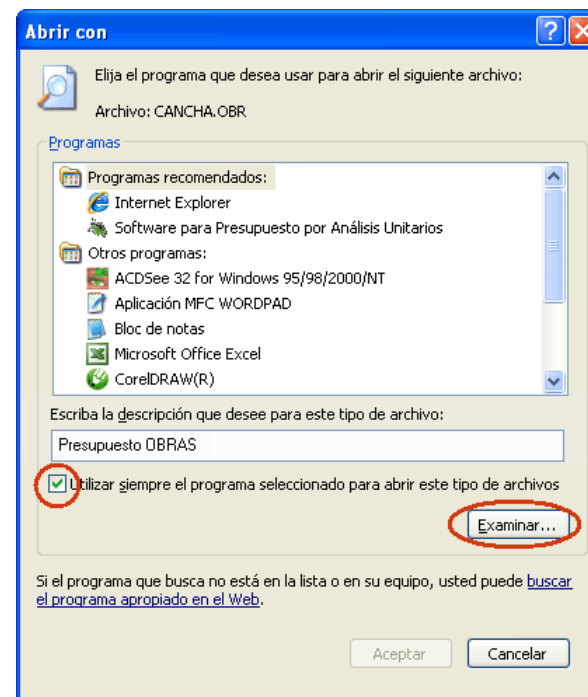 Abrir con
Elija el programa que desea usar para abrir el siguiente archivo:
Archivo: CANCHA.OBR
Programas
Programas recomendados:
Internet Explorer
Software para Presupuesto por Análisis Unitarios
Otros programas:
ACDSee 32 for Windows 95/98/2000/NT
Aplicación MFC WORDPAD
Bloc de notas
Microsoft Office Excel
CorelDRAW(R)
Escriba la descripción que desee para este tipo de archivo:
Presupuesto OBRAS
Utilizar siempre el programa seleccionado para abrir este tipo de archivos
Examinar...
Si el programa que busca no está en la lista o en su equipo, usted puede buscar
el programa apropiado en el Web.
Aceptar Cancelar